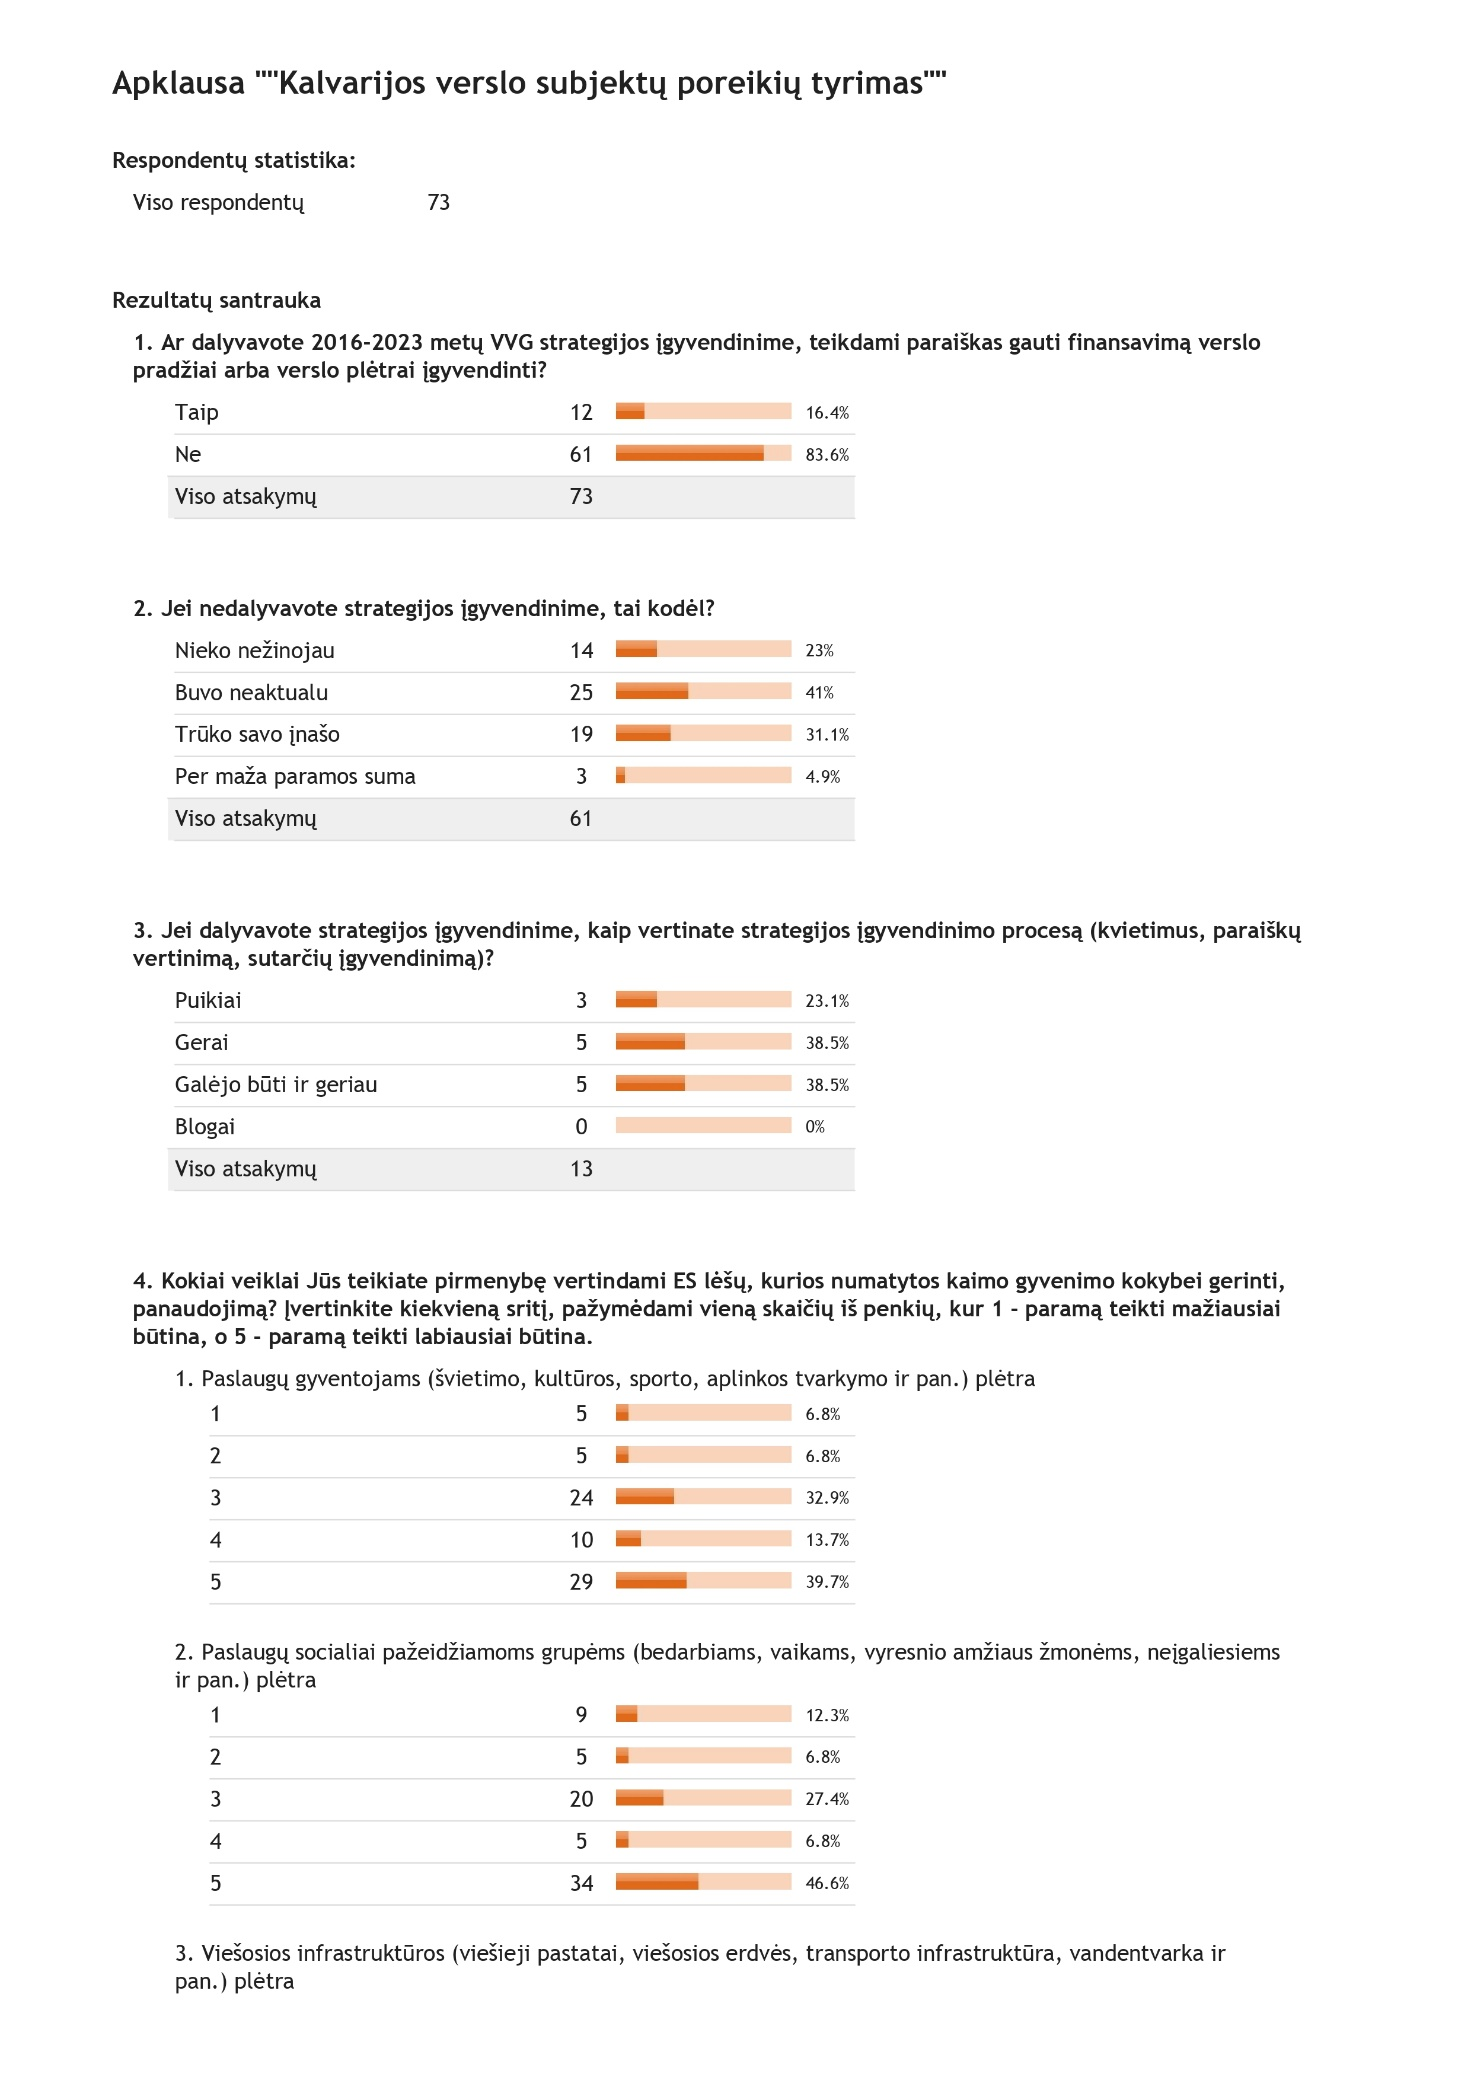 Apklausa ""Kalvarijos verslo subjektų poreikių tyrimas""
Respondentų statistika:
Viso respondentų 73
Rezultatų santrauka
1. Ar dalyvavote 2016-2023 metų VVG strategijos įgyvendinime, teikdami paraiškas gauti finansavimą verslo
pradžiai arba verslo plėtrai įgyvendinti?
Taip 12 16.4%
Ne 61 83.6%
Viso atsakymų 73
2. Jei nedalyvavote strategijos įgyvendinime, tai kodėl?
Nieko nežinojau 14 23%
Buvo neaktualu 25 41%
Trūko savo įnašo 19 31.1%
Per maža paramos suma 3 4.9%
Viso atsakymų 61
3. Jei dalyvavote strategijos įgyvendinime, kaip vertinate strategijos įgyvendinimo procesą (kvietimus, paraiškų
vertinimą, sutarčių įgyvendinimą)?
Puikiai 3 23.1%
Gerai 5 38.5%
Galėjo būti ir geriau 5 38.5%
Blogai 0 0%
Viso atsakymų 13
4. Kokiai veiklai Jūs teikiate pirmenybę vertindami ES lėšų, kurios numatytos kaimo gyvenimo kokybei gerinti,
panaudojimą? Įvertinkite kiekvieną sritį, pažymėdami vieną skaičių iš penkių, kur 1 - paramą teikti mažiausiai
būtina, o 5 - paramą teikti labiausiai būtina.
1. Paslaugų gyventojams (švietimo, kultūros, sporto, aplinkos tvarkymo ir pan.) plėtra
1 5 6.8%
2 5 6.8%
3 24 32.9%
4 10 13.7%
5 29 39.7%
2. Paslaugų socialiai pažeidžiamoms grupėms (bedarbiams, vaikams, vyresnio amžiaus žmonėms, neįgaliesiems
ir pan.) plėtra
1 9 12.3%
2 5 6.8%
3 20 27.4%
4 5 6.8%
5 34 46.6%
3. Viešosios infrastruktūros (viešieji pastatai, viešosios erdvės, transporto infrastruktūra, vandentvarka ir
pan.) plėtra